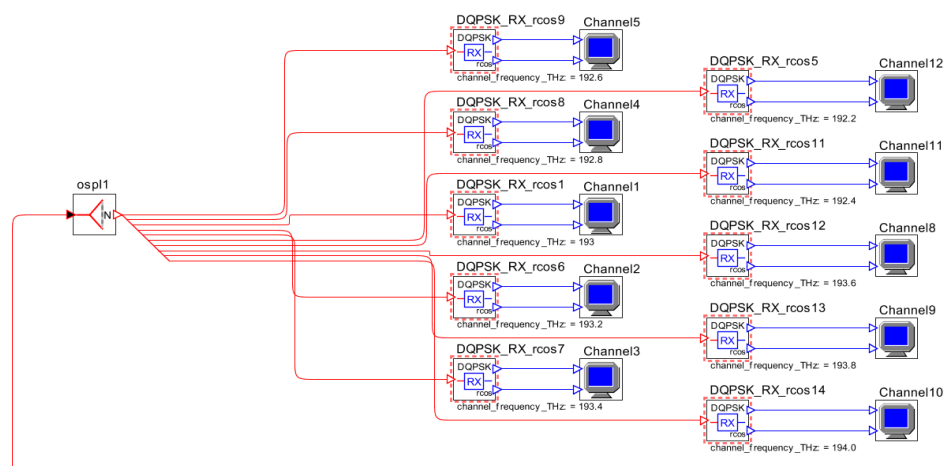 ospl1
N
DQPSK_RX_rcos9
Channel5
DQPSK
RX
rcos
channel_frequency_THz: = 192.6
DQPSK_RX_rcos8
Channel4
DQPSK
RX
rcos
channel_frequency_THz: = 192.8
DQPSK_RX_rcos1
Channel1
DQPSK
RX
rcos
channel_frequency_THz: = 193
DQPSK_RX_rcos6
Channel2
DQPSK
RX
rcos
channel_frequency_THz: = 193.2
DQPSK_RX_rcos7
Channel3
DQPSK
RX
rcos
channel_frequency_THz: = 193.4
DQPSK_RX_rcos5
Channel12
DQPSK
RX
rcos
channel_frequency_THz: = 192.2
DQPSK_RX_rcos11
Channel11
DQPSK
RX
rcos
channel_frequency_THz: = 192.4
DQPSK_RX_rcos12
Channel8
DQPSK
RX
rcos
channel_frequency_THz: = 193.6
DQPSK_RX_rcos13
Channel9
DQPSK
RX
rcos
channel_frequency_THz: = 193.8
DQPSK_RX_rcos14
Channel10
DQPSK
RX
rcos
channel_frequency_THz: = 194.0